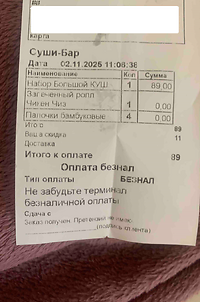 карта
Суши-Бар
Дата 02.11.2025 11:08:38
Наименование Кол Сумма
Набор Большой КУШ 1 89,00
Запеченный ролл
Чикен Чиз 1 0,00
Палочки бамбуковые 4 0,00
Итого 89
Ваша скидка 11
Доставка
Итого к оплате 89
Оплата безнал
Тип оплаты БЕЗНАЛ
Не забудьте терминал
безналичной оплаты
Сдача с
Заказ получен. Претензий не имею.
(подпись клиента)